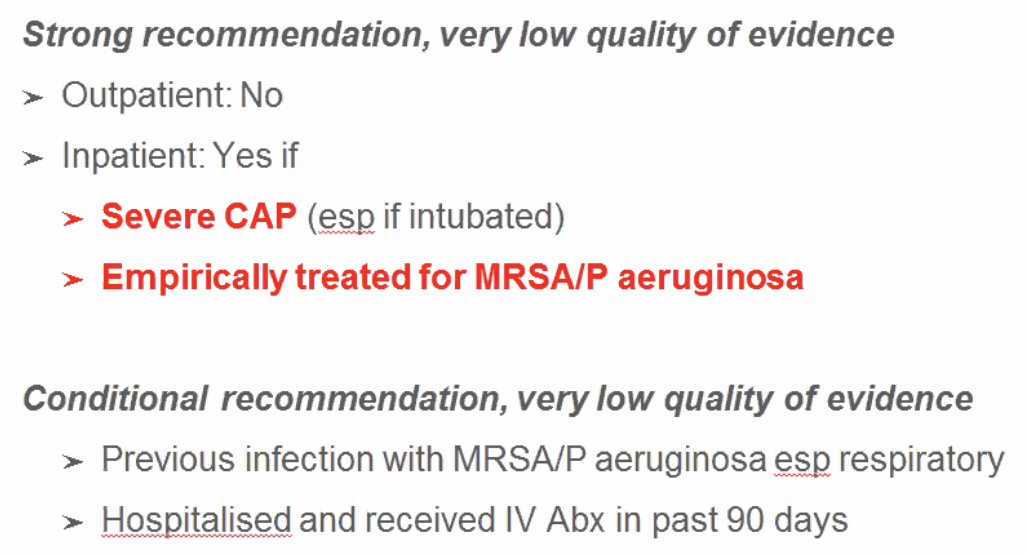 Strong recommendation, very low quality of evidence
➢ Outpatient: No
➢ Inpatient: Yes if
➢ Severe CAP (esp if intubated)
➢ Empirically treated for MRSA/P aeruginosa
Conditional recommendation, very low quality of evidence
➢ Previous infection with MRSA/P aeruginosa esp respiratory
➢ Hospitalised and received IV Abx in past 90 days